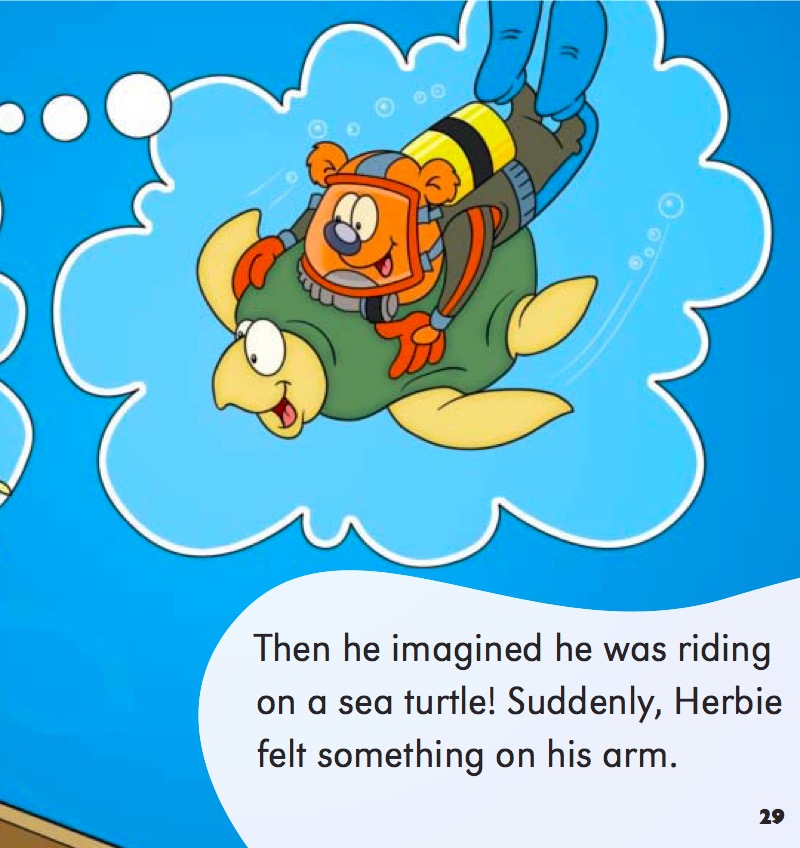 Then he imagined he was riding
on a sea turtle! Suddenly, Herbie
felt something on his arm.
29